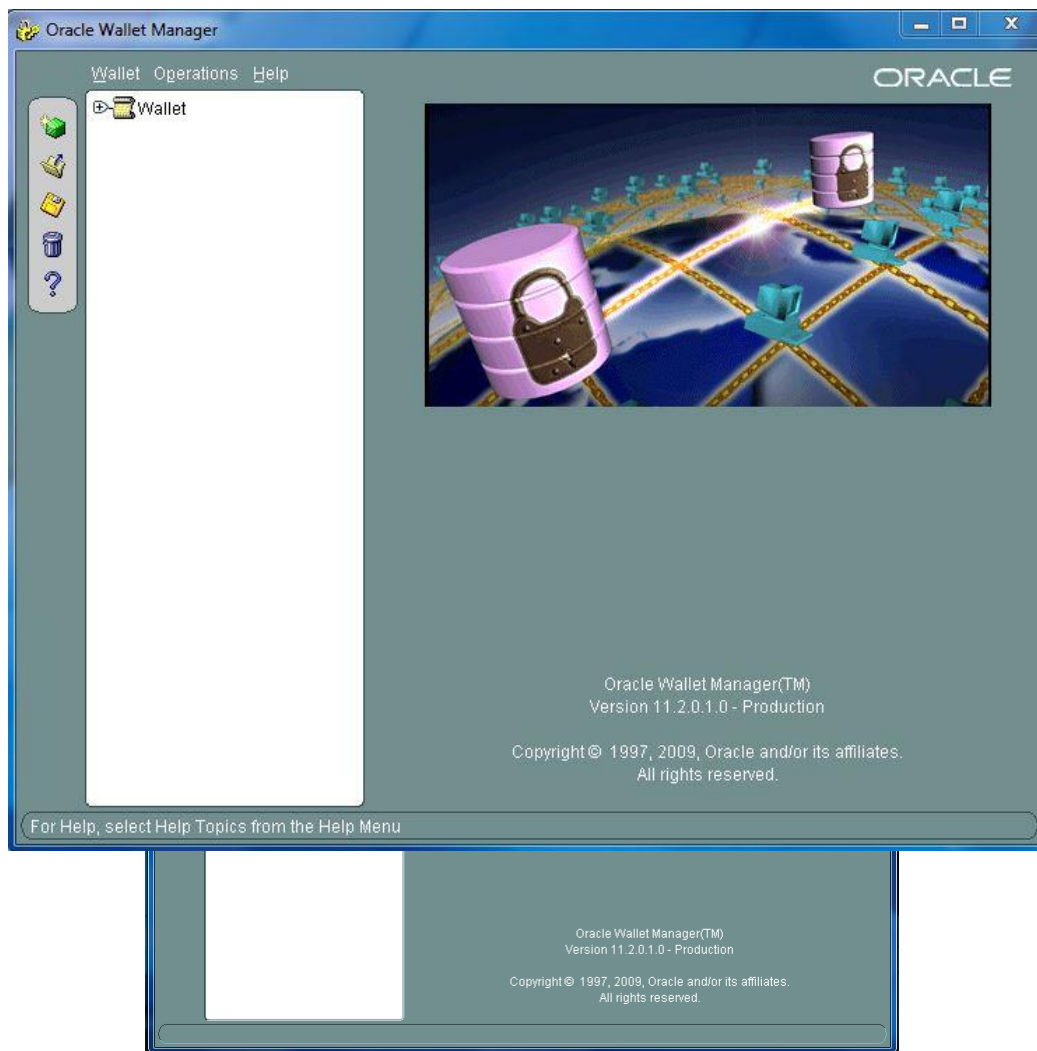 Oracle Wallet Manager
Wallet Operations Help
ORACLE
Wallet
Oracle Wallet Manager(TM)
Version 11.2.0.1.0 - Production
Copyright © 1997, 2009, Oracle and/or its affiliates.
All rights reserved.
For Help, select Help Topics from the Help Menu
Oracle Wallet Manager(TM)
Version 11.2.0.1.0 - Production
Copyright © 1997, 2009, Oracle and/or its affiliates.
All rights reserved.